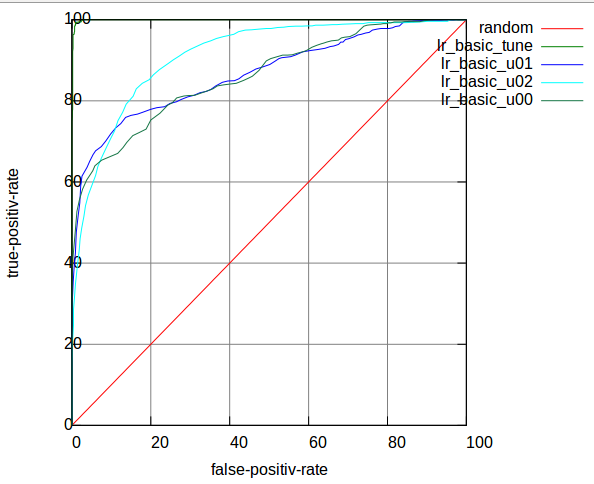 100
80
60
40
20
0
true-positiv-rate
random
lr_basic_tune
lr_basic_u01
lr_basic_u02
lr_basic_u00
0 20 40 60 80 100
false-positiv-rate